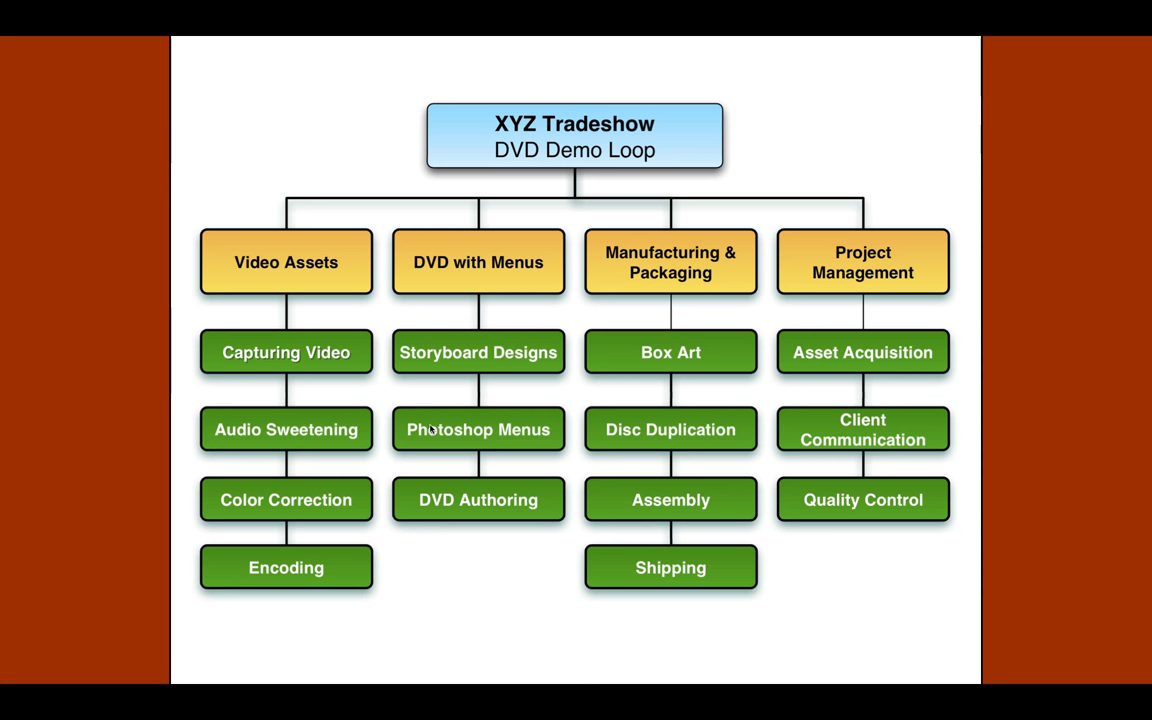 XYZ Tradeshow
DVD Demo Loop
Video Assets
DVD with Menus
Manufacturing &
Packaging
Project
Management
Capturing Video
Storyboard Designs
Box Art
Asset Acquisition
Audio Sweetening
Photoshop Menus
Disc Duplication
Client
Communication
Color Correction
DVD Authoring
Assembly
Quality Control
Encoding
Shipping